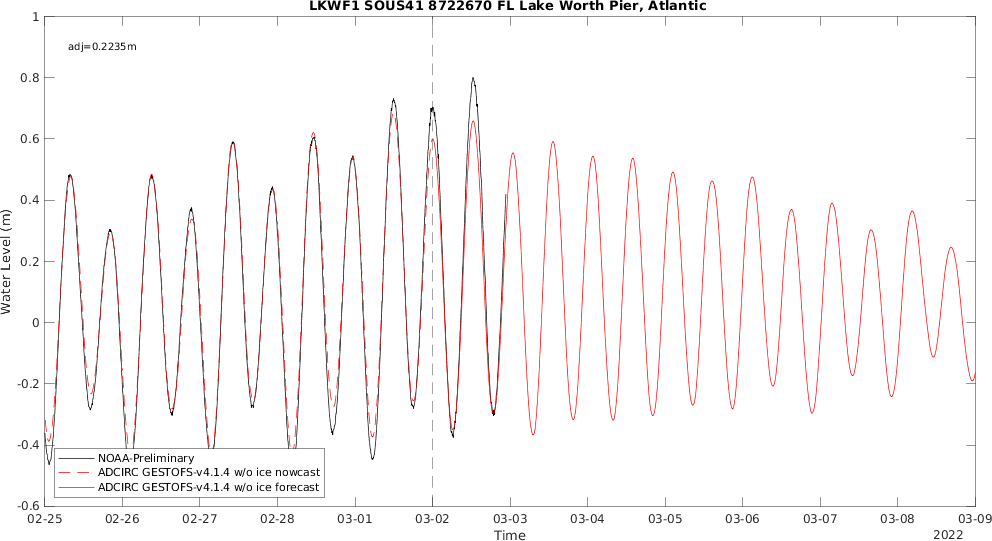 LKWF1 SOUS41 8722670 FL Lake Worth Pier, Atlantic
adj=0.2235m
1
0.8
0.6
0.4
0.2
0
-0.2
-0.4
-0.6
Water Level (m)
NOAA-Preliminary
ADCIRC GESTOFS-v4.1.4 w/o ice nowcast
ADCIRC GESTOFS-v4.1.4 w/o ice forecast
02-25 02-26 02-27 02-28 03-01 03-02 03-03 03-04 03-05 03-06 03-07 03-08 03-09
Time
2022